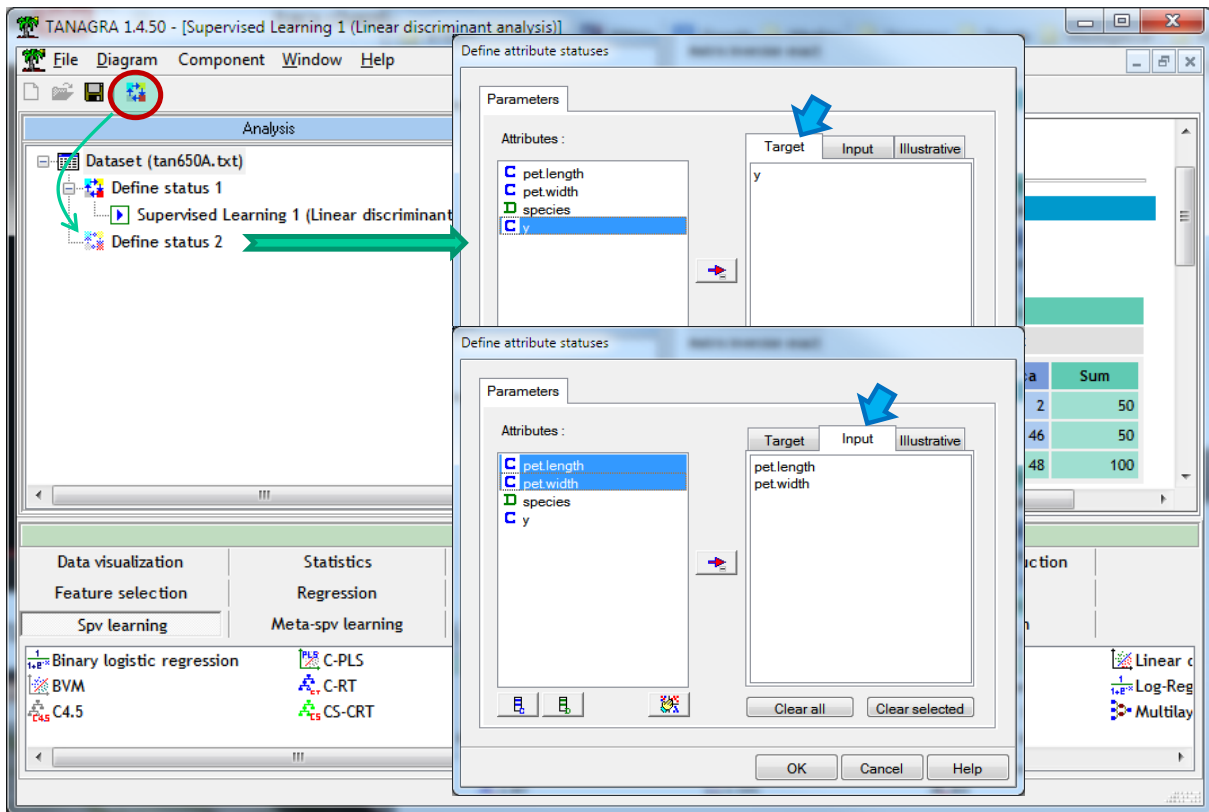 TANAGRA 1.4.50 - [Supervised Learning 1 (Linear discriminant analysis)]
File Diagram Component Window Help
Analysis
Dataset (tan650A.txt)
Define status 1
Supervised Learning 1 (Linear discriminant
Define status 2
Define attribute statuses
Parameters
Attributes :
Target Input Illustrative
C pet.length
C pet.width
D species
C y
y
Define attribute statuses
Parameters
Attributes :
Target Input Illustrative
C pet.length
C pet.width
D species
C y
pet.length
pet.width
Clear all Clear selected
OK Cancel Help
a Sum
2 50
46 50
48 100
Data visualization Statistics uction
Feature selection Regression
Spv learning Meta-spv learning n
Binary logistic regression C-PLS Linear
BVM C-RT Log-Reg
C4.5 CS-CRT Multilay